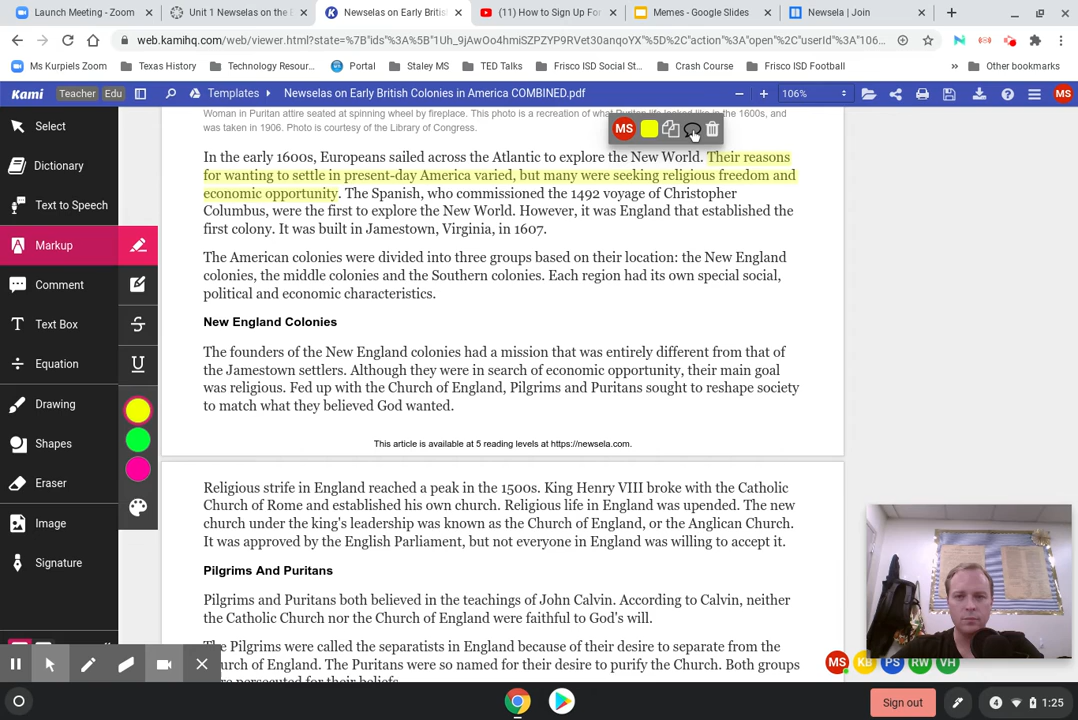 Launch Meeting - Zoom
Unit 1 Newselas on the E
Newselas on Early British
(11) How to Sign Up For
Memes - Google Slides
Newsela | Join
web.kamihq.com/web/viewer.html?state=%7B"ids"%3A%5B"1Uh_9jAwOo4hmiSZPZYP9RVet30anqoYX"%5D%2C"action"%3A"open"%2C"userId"%3A"106...
Ms Kurpiels Zoom
Texas History
Technology Resour...
Portal
Staley MS
TED Talks
Frisco ISD Social St...
Crash Course
Frisco ISD Football
»
Other bookmarks
Kami
Teacher
Edu
Templates
Newselas on Early British Colonies in America COMBINED.pdf
106%
MS
Select
Dictionary
Text to Speech
Markup
Comment
Text Box
Equation
Drawing
Shapes
Eraser
Image
Signature
Woman in Puritan attire seated at spinning wheel by fireplace. This photo is a recreation of what Puritan life looked like in the 1600s, and
was taken in 1906. Photo is courtesy of the Library of Congress.
MS
In the early 1600s, Europeans sailed across the Atlantic to explore the New World. Their reasons
for wanting to settle in present-day America varied, but many were seeking religious freedom and
economic opportunity. The Spanish, who commissioned the 1492 voyage of Christopher
Columbus, were the first to explore the New World. However, it was England that established the
first colony. It was built in Jamestown, Virginia, in 1607.
The American colonies were divided into three groups based on their location: the New England
colonies, the middle colonies and the Southern colonies. Each region had its own special social,
political and economic characteristics.
New England Colonies
The founders of the New England colonies had a mission that was entirely different from that of
the Jamestown settlers. Although they were in search of economic opportunity, their main goal
was religious. Fed up with the Church of England, Pilgrims and Puritans sought to reshape society
to match what they believed God wanted.
This article is available at 5 reading levels at https://newsela.com.
Religious strife in England reached a peak in the 1500s. King Henry VIII broke with the Catholic
Church of Rome and established his own church. Religious life in England was upended. The new
church under the king's leadership was known as the Church of England, or the Anglican Church.
It was approved by the English Parliament, but not everyone in England was willing to accept it.
Pilgrims And Puritans
Pilgrims and Puritans both believed in the teachings of John Calvin. According to Calvin, neither
the Catholic Church nor the Church of England were faithful to God's will.
The Pilgrims were called the separatists in England because of their desire to separate from the
Church of England. The Puritans were so named for their desire to purify the Church. Both groups
were persecuted for their beliefs.
MS KB PS RW VH
Sign out
4
1:25